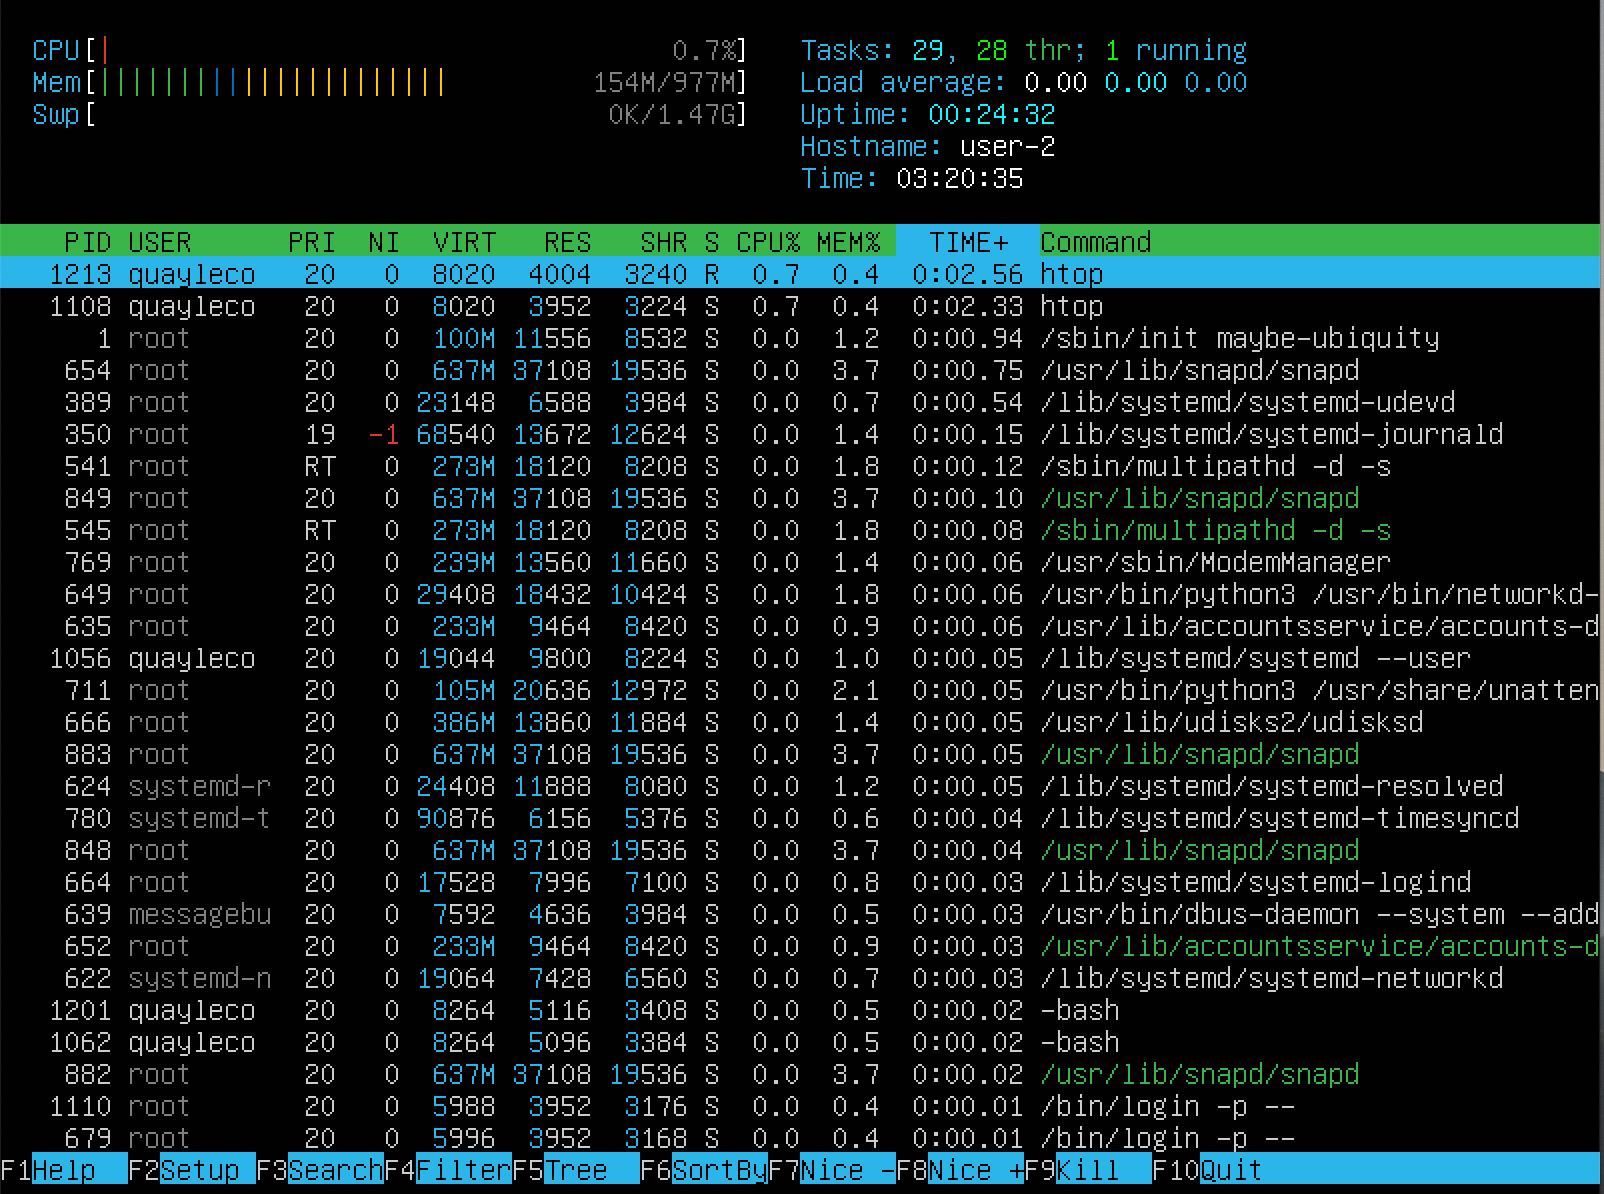 CPU[| 0.7%]
Mem[|||||||||||||||||||||| 154M/977M]
Swp[ 0K/1.47G]
Tasks: 29, 28 thr; 1 running
Load average: 0.00 0.00 0.00
Uptime: 00:24:32
Hostname: user-2
Time: 03:20:35
PID USER PRI NI VIRT RES SHR S CPU% MEM% TIME+ Command
1213 quayleco 20 0 8020 4004 3240 R 0.7 0.4 0:02.56 htop
1108 quayleco 20 0 8020 3952 3224 S 0.7 0.4 0:02.33 htop
1 root 20 0 100M 11556 8532 S 0.0 1.2 0:00.94 /sbin/init maybe-ubiquity
654 root 20 0 637M 37108 19536 S 0.0 3.7 0:00.75 /usr/lib/snapd/snapd
389 root 20 0 23148 6588 3984 S 0.0 0.7 0:00.54 /lib/systemd/systemd-udevd
350 root 19 -1 68540 13672 12624 S 0.0 1.4 0:00.15 /lib/systemd/systemd-journald
541 root RT 0 273M 18120 8208 S 0.0 1.8 0:00.12 /sbin/multipathd -d -s
849 root 20 0 637M 37108 19536 S 0.0 3.7 0:00.10 /usr/lib/snapd/snapd
545 root RT 0 273M 18120 8208 S 0.0 1.8 0:00.08 /sbin/multipathd -d -s
769 root 20 0 239M 13560 11660 S 0.0 1.4 0:00.06 /usr/sbin/ModemManager
649 root 20 0 29408 18432 10424 S 0.0 1.8 0:00.06 /usr/bin/python3 /usr/bin/networkd-
635 root 20 0 233M 9464 8420 S 0.0 0.9 0:00.06 /usr/lib/accountsservice/accounts-d
1056 quayleco 20 0 19044 9800 8224 S 0.0 1.0 0:00.05 /lib/systemd/systemd --user
711 root 20 0 105M 20636 12972 S 0.0 2.1 0:00.05 /usr/bin/python3 /usr/share/unatten
666 root 20 0 386M 13860 11884 S 0.0 1.4 0:00.05 /usr/lib/udisks2/udisksd
883 root 20 0 637M 37108 19536 S 0.0 3.7 0:00.05 /usr/lib/snapd/snapd
624 systemd-r 20 0 24408 11888 8080 S 0.0 1.2 0:00.05 /lib/systemd/systemd-resolved
780 systemd-t 20 0 90876 6156 5376 S 0.0 0.6 0:00.04 /lib/systemd/systemd-timesyncd
848 root 20 0 637M 37108 19536 S 0.0 3.7 0:00.04 /usr/lib/snapd/snapd
664 root 20 0 17528 7996 7100 S 0.0 0.8 0:00.03 /lib/systemd/systemd-logind
639 messagebu 20 0 7592 4636 3984 S 0.0 0.5 0:00.03 /usr/bin/dbus-daemon --system --add
652 root 20 0 233M 9464 8420 S 0.0 0.9 0:00.03 /usr/lib/accountsservice/accounts-d
622 systemd-n 20 0 19064 7428 6560 S 0.0 0.7 0:00.03 /lib/systemd/systemd-networkd
1201 quayleco 20 0 8264 5116 3408 S 0.0 0.5 0:00.02 -bash
1062 quayleco 20 0 8264 5096 3384 S 0.0 0.5 0:00.02 -bash
882 root 20 0 637M 37108 19536 S 0.0 3.7 0:00.02 /usr/lib/snapd/snapd
1110 root 20 0 5988 3952 3176 S 0.0 0.4 0:00.01 /bin/login -p --
679 root 20 0 5996 3952 3168 S 0.0 0.4 0:00.01 /bin/login -p --
F1Help F2Setup F3SearchF4FilterF5Tree F6SortByF7Nice -F8Nice +F9Kill F10Quit